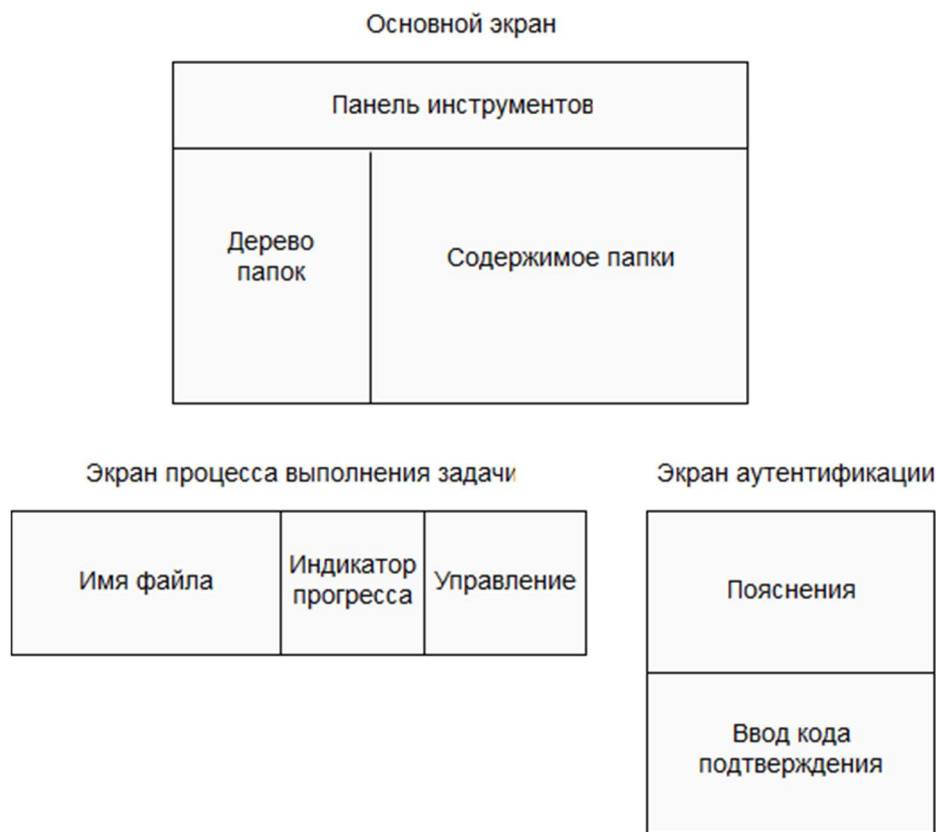 Основной экран
Панель инструментов
Дерево
папок
Содержимое папки
Экран процесса выполнения задачи
Имя файла
Индикатор
прогресса
Управление
Экран аутентификации
Пояснения
Ввод кода
подтверждения